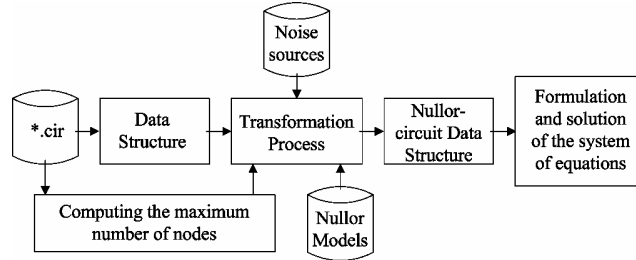 Noise
sources
*.cir
Data
Structure
Transformation
Process
Nullor-
circuit Data
Structure
Formulation
and solution
of the system
of equations
Computing the maximum
number of nodes
Nullor
Models